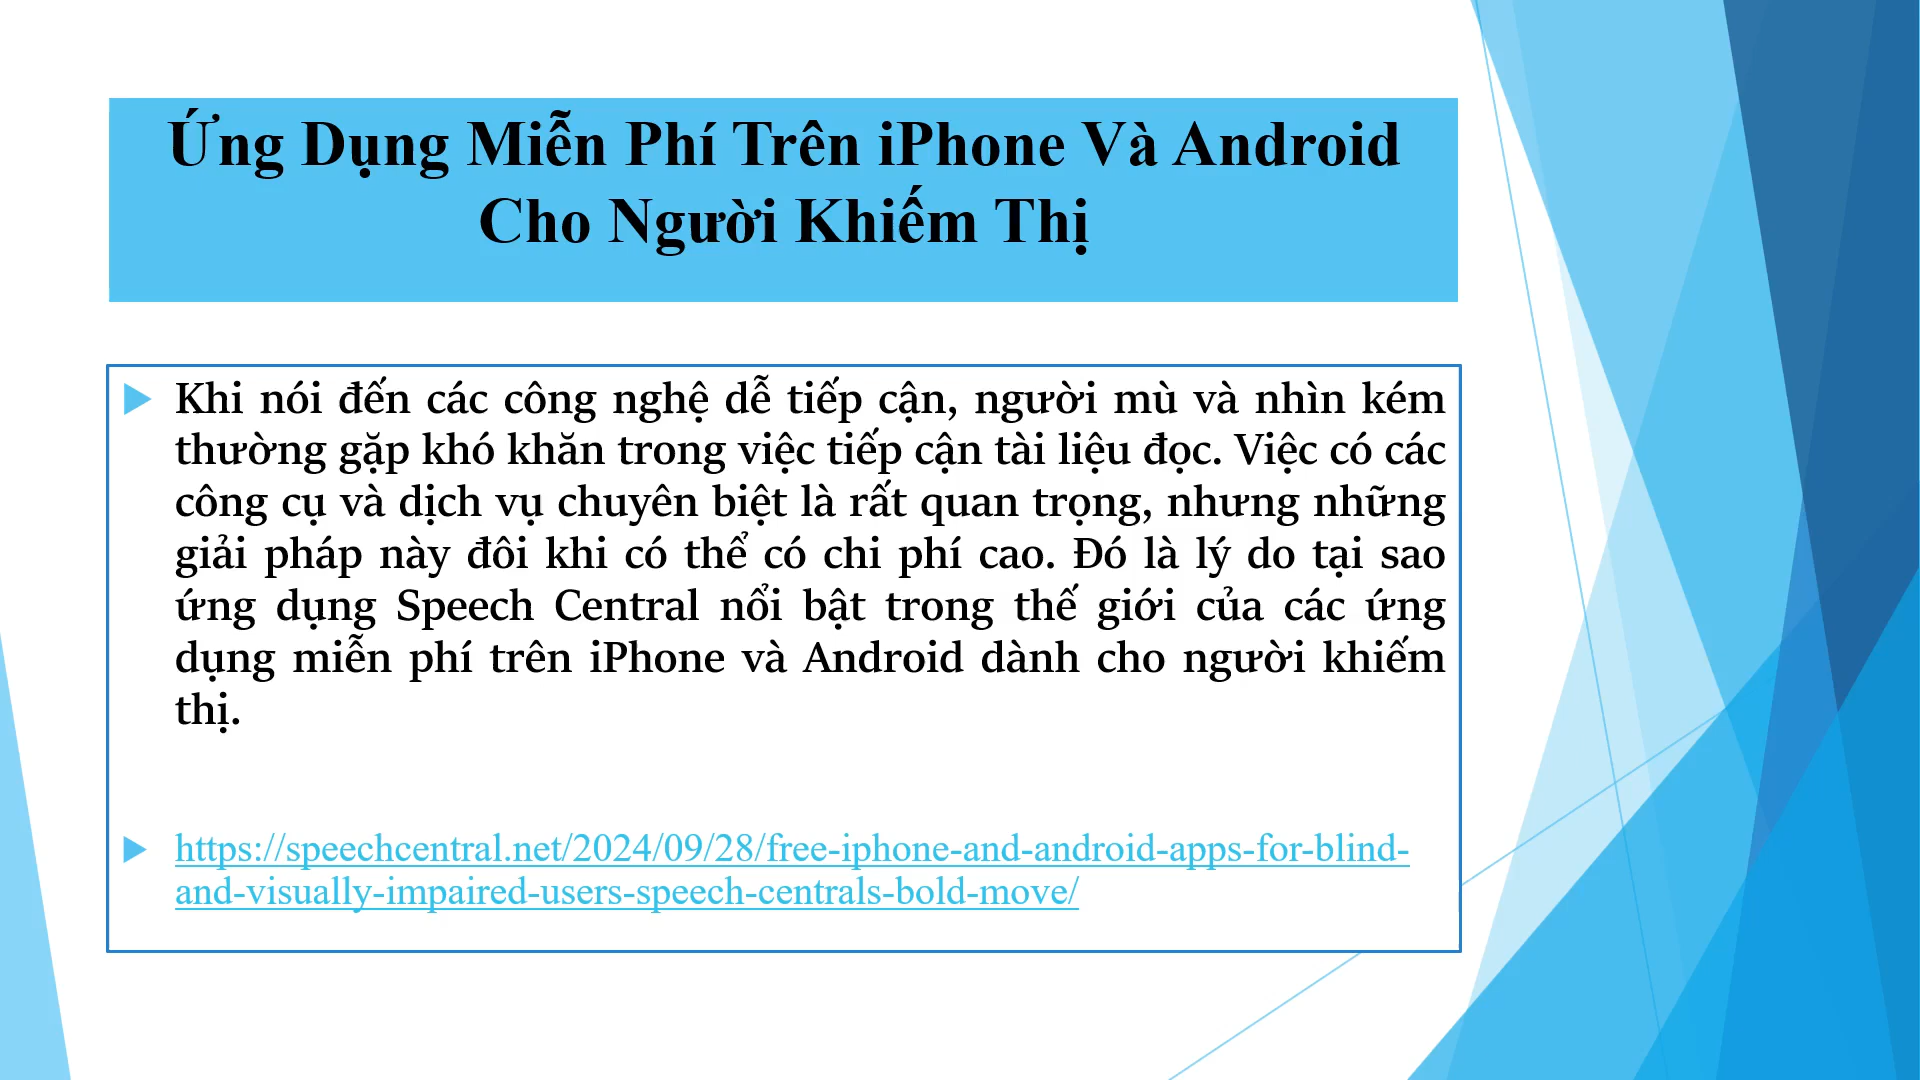 Ứng Dụng Miễn Phí Trên iPhone Và Android
Cho Người Khiếm Thị
Khi nói đến các công nghệ dễ tiếp cận, người mù và nhìn kém
thường gặp khó khăn trong việc tiếp cận tài liệu đọc. Việc có các
công cụ và dịch vụ chuyên biệt là rất quan trọng, nhưng những
giải pháp này đôi khi có thể có chi phí cao. Đó là lý do tại sao
ứng dụng Speech Central nổi bật trong thế giới của các ứng
dụng miễn phí trên iPhone và Android dành cho người khiếm
thị.
https://speechcentral.net/2024/09/28/free-iphone-and-android-apps-for-blind-
and-visually-impaired-users-speech-centrals-bold-move/